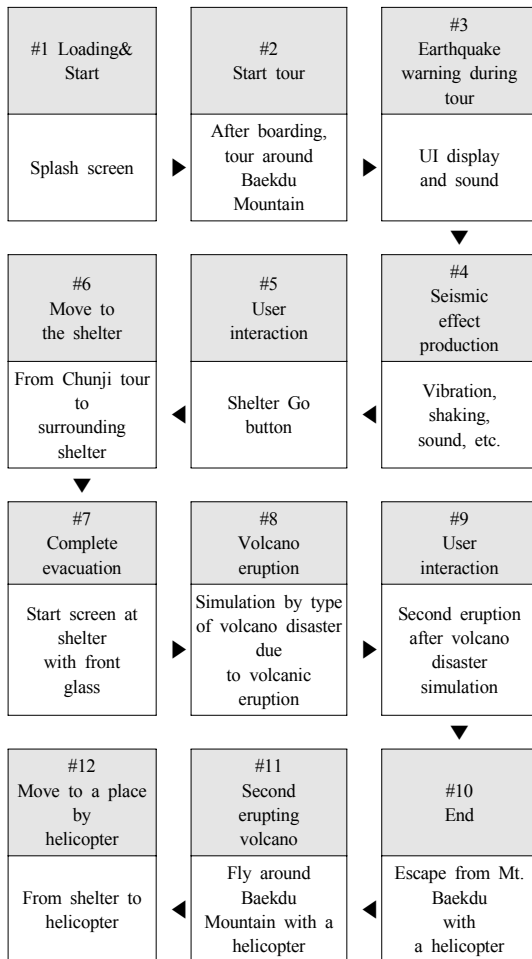 #1 Loading&
Start
Splash screen
#2
Start tour
After boarding,
tour around
Baekdu
Mountain
#3
Earthquake
warning during
tour
UI display
and sound
#4
Seismic
effect
production
Vibration,
shaking,
sound, etc.
#5
User
interaction
Shelter Go
button
#6
Move to
the shelter
From Chunji tour
to
surrounding
shelter
#7
Complete
evacuation
Start screen at
shelter
with front
glass
#8
Volcano
eruption
Simulation by type
of volcano disaster
due
to volcanic
eruption
#9
User
interaction
Second eruption
after volcano
disaster
simulation
#10
End
Escape from Mt.
Baekdu
with
a helicopter
#11
Second
erupting
volcano
Fly around
Baekdu
Mountain with a
helicopter
#12
Move to a place
by
helicopter
From shelter to
helicopter